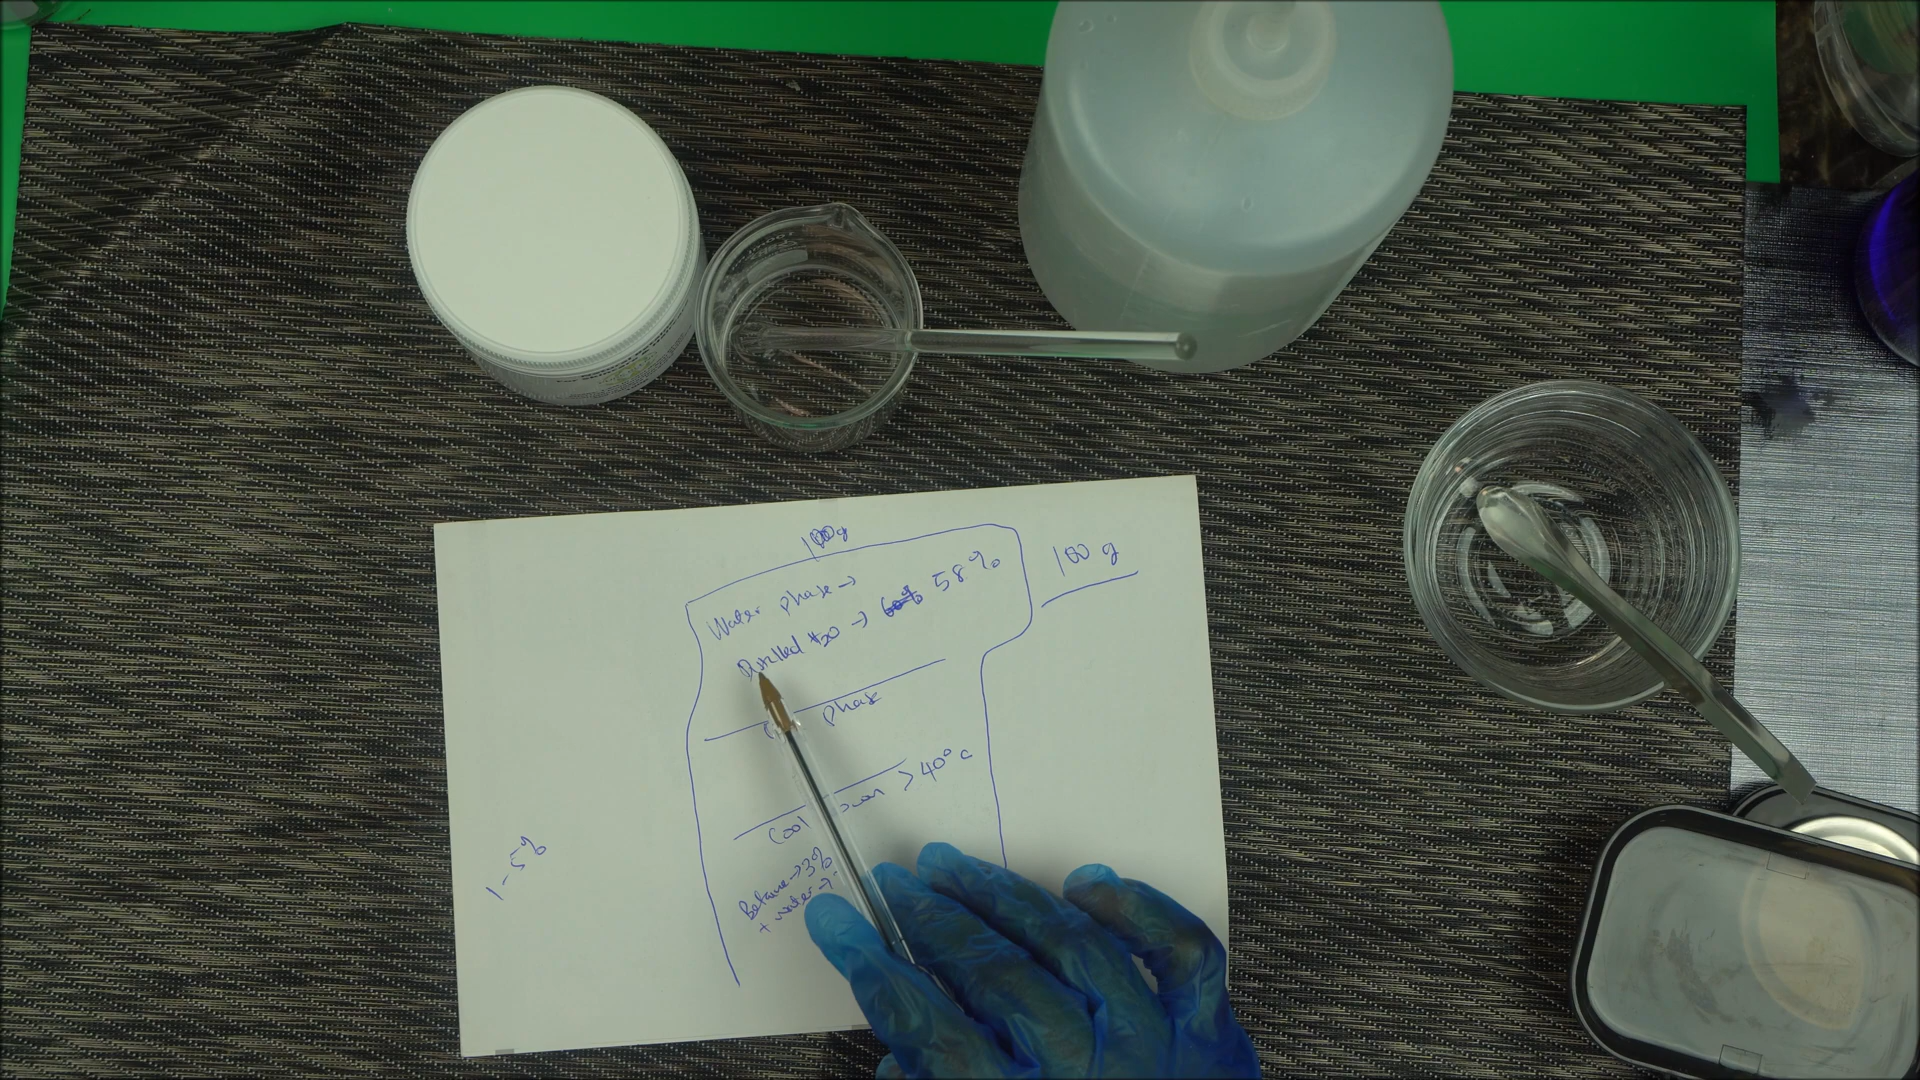 100g
Water phase →
Distilled H2O → 58%
100 g
phase
Cool > 40°c
1-5%
Betaine → 3%
+ water →